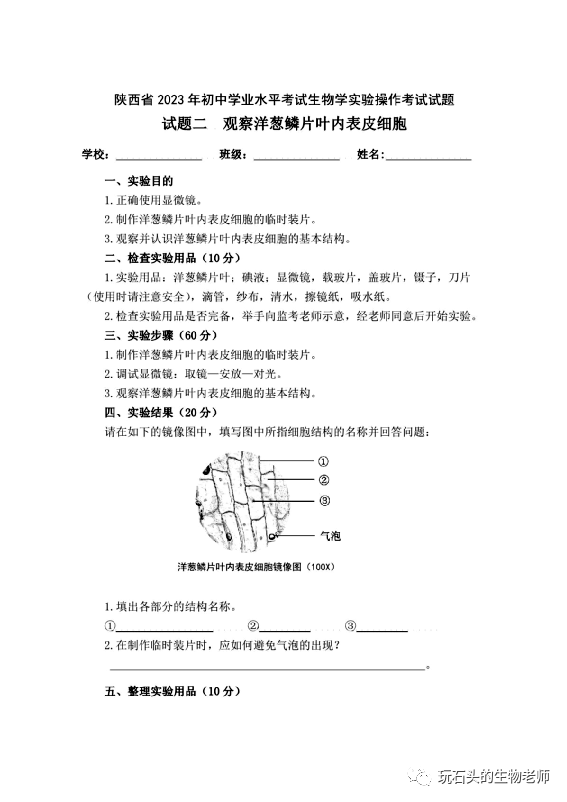 陕西省 2023 年初中学业水平考试生物学实验操作考试试题
试题二 观察洋葱鳞片叶内表皮细胞
学校：______________ 班级：______________ 姓名：______________
一、实验目的
1.正确使用显微镜。
2.制作洋葱鳞片叶内表皮细胞的临时装片。
3.观察并认识洋葱鳞片叶内表皮细胞的基本结构。
二、检查实验用品（10 分）
1.实验用品：洋葱鳞片叶；碘液；显微镜，载玻片，盖玻片，镊子，刀片
（使用时请注意安全），滴管，纱布，清水，擦镜纸，吸水纸。
2.检查实验用品是否完备，举手向监考老师示意，经老师同意后开始实验。
三、实验步骤（60 分）
1.制作洋葱鳞片叶内表皮细胞的临时装片。
2.调试显微镜：取镜—安放—对光。
3.观察洋葱鳞片叶内表皮细胞的基本结构。
四、实验结果（20 分）
请在如下的镜像图中，填写图中所指细胞结构的名称并回答问题：
①
②
③
气泡
洋葱鳞片叶内表皮细胞镜像图（100X）
1.填出各部分的结构名称。
①________________ ②________ ③________
2.在制作临时装片时，应如何避免气泡的出现？
____________________________________________________。
五、整理实验用品（10 分）
玩石头的生物老师